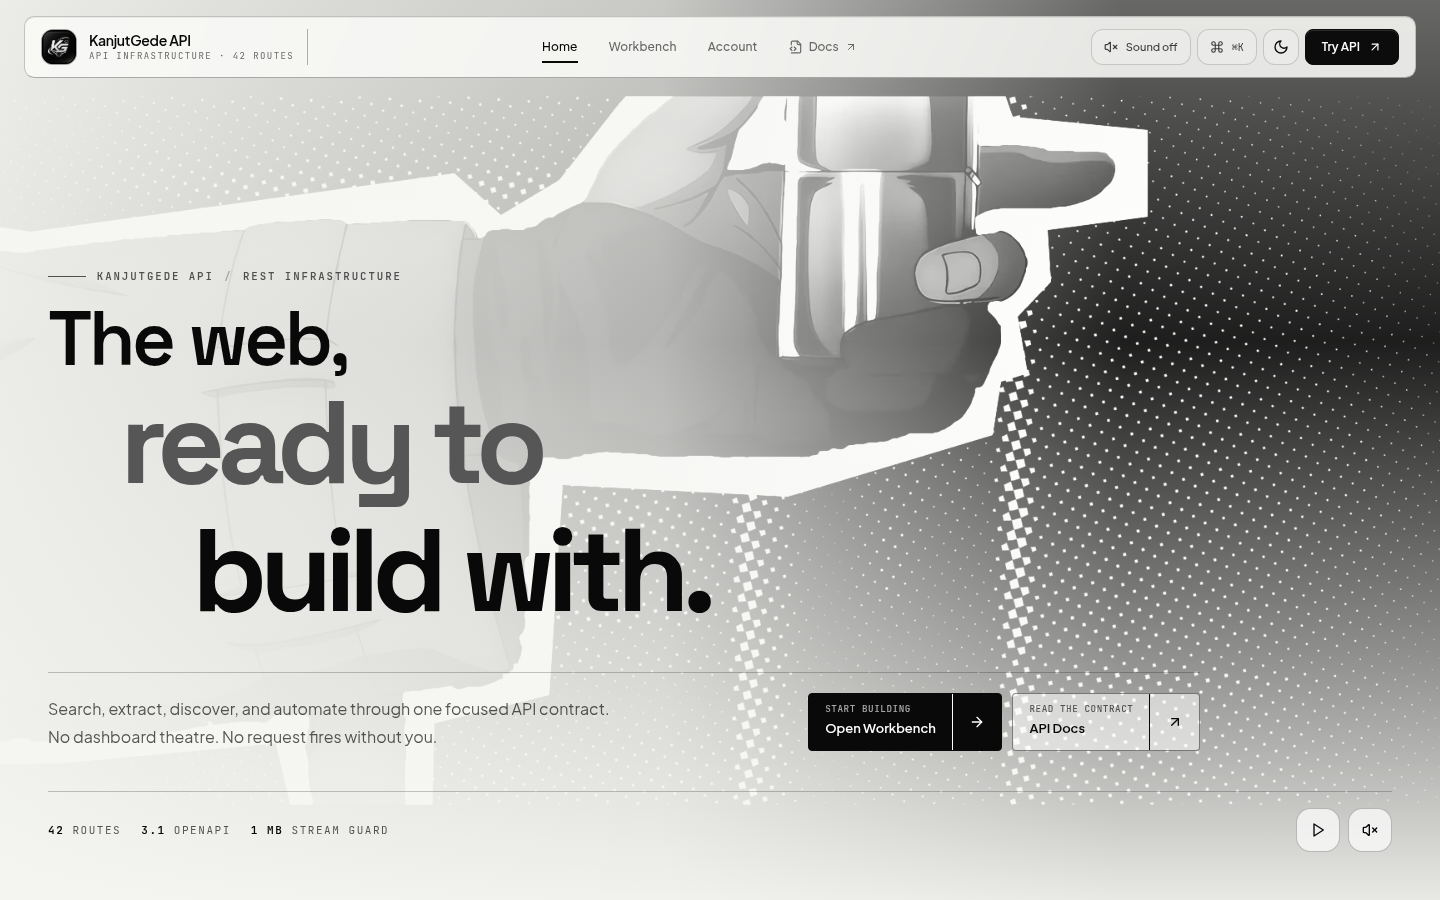 KanjutGede API
API INFRASTRUCTURE · 42 ROUTES
Home
Workbench
Account
Docs
Sound off
⌘K
Try API
KANJUTGEDE API / REST INFRASTRUCTURE
The web,
ready to
build with.
Search, extract, discover, and automate through one focused API contract.
No dashboard theatre. No request fires without you.
START BUILDING
Open Workbench
READ THE CONTRACT
API Docs
42 ROUTES 3.1 OPENAPI 1 MB STREAM GUARD